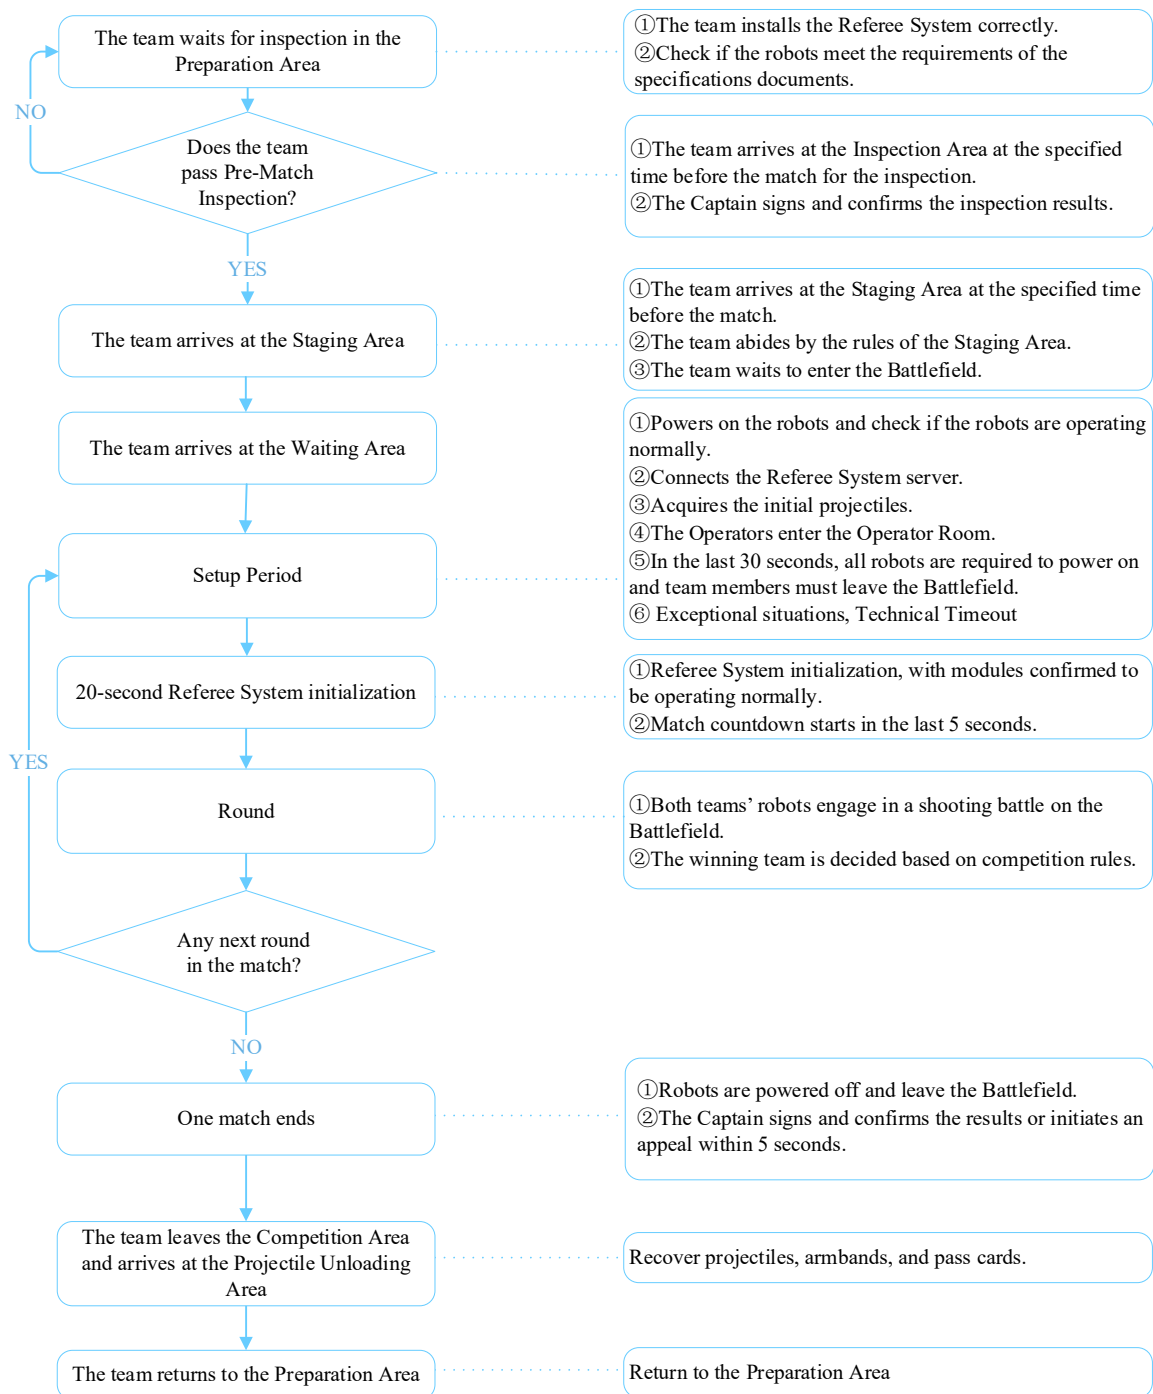 The team waits for inspection in the
Preparation Area
①The team installs the Referee System correctly.
②Check if the robots meet the requirements of the
specifications documents.
NO
Does the team
pass Pre-Match
Inspection?
①The team arrives at the Inspection Area at the specified
time before the match for the inspection.
②The Captain signs and confirms the inspection results.
YES
The team arrives at the Staging Area
①The team arrives at the Staging Area at the specified time
before the match.
②The team abides by the rules of the Staging Area.
③The team waits to enter the Battlefield.
The team arrives at the Waiting Area
Setup Period
①Powers on the robots and check if the robots are operating
normally.
②Connects the Referee System server.
③Acquires the initial projectiles.
④The Operators enter the Operator Room.
⑤In the last 30 seconds, all robots are required to power on
and team members must leave the Battlefield.
⑥ Exceptional situations, Technical Timeout
20-second Referee System initialization
①Referee System initialization, with modules confirmed to
be operating normally.
②Match countdown starts in the last 5 seconds.
YES
Round
①Both teams’ robots engage in a shooting battle on the
Battlefield.
②The winning team is decided based on competition rules.
Any next round
in the match?
NO
One match ends
①Robots are powered off and leave the Battlefield.
②The Captain signs and confirms the results or initiates an
appeal within 5 seconds.
The team leaves the Competition Area
and arrives at the Projectile Unloading
Area
Recover projectiles, armbands, and pass cards.
The team returns to the Preparation Area
Return to the Preparation Area